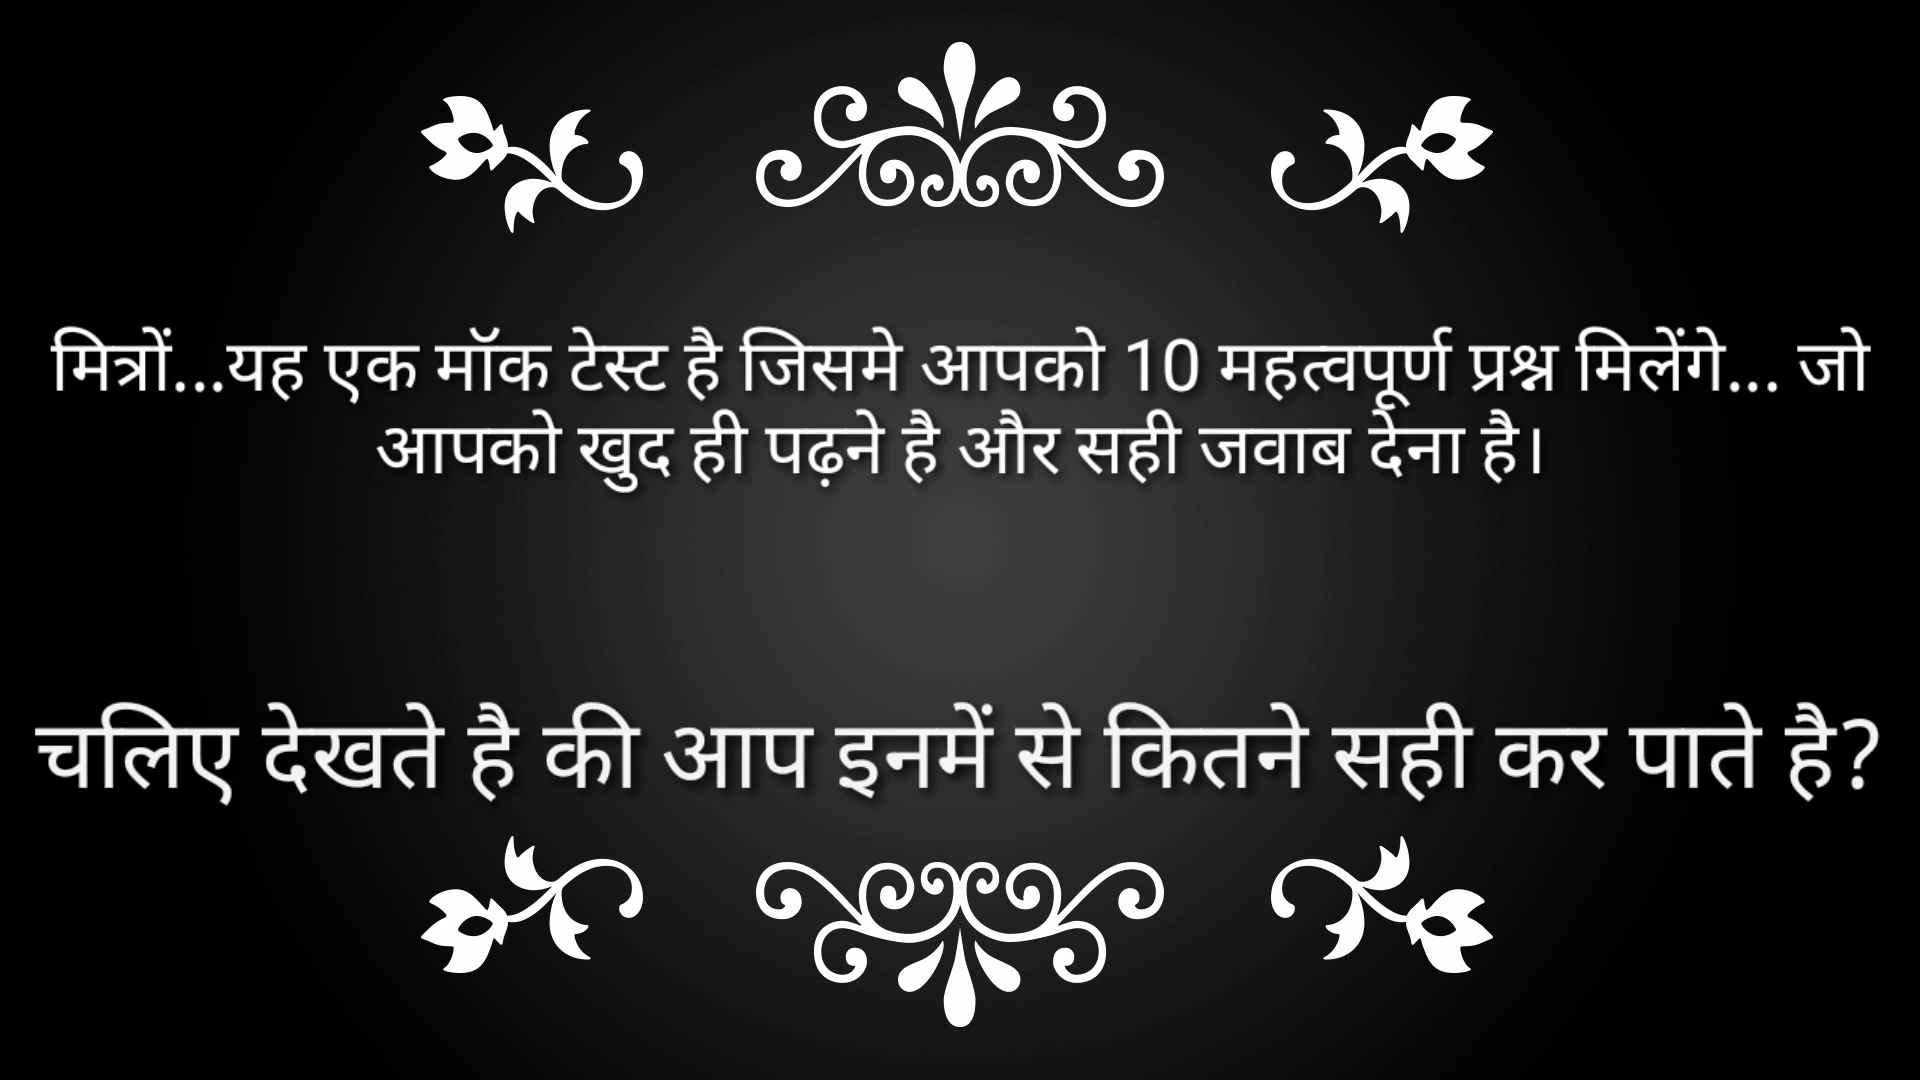 मित्रों...यह एक मॉक टेस्ट है जिसमे आपको 10 महत्वपूर्ण प्रश्न मिलेंगे... जो
आपको खुद ही पढ़ने है और सही जवाब देना है।
चलिए देखते है की आप इनमें से कितने सही कर पाते है?